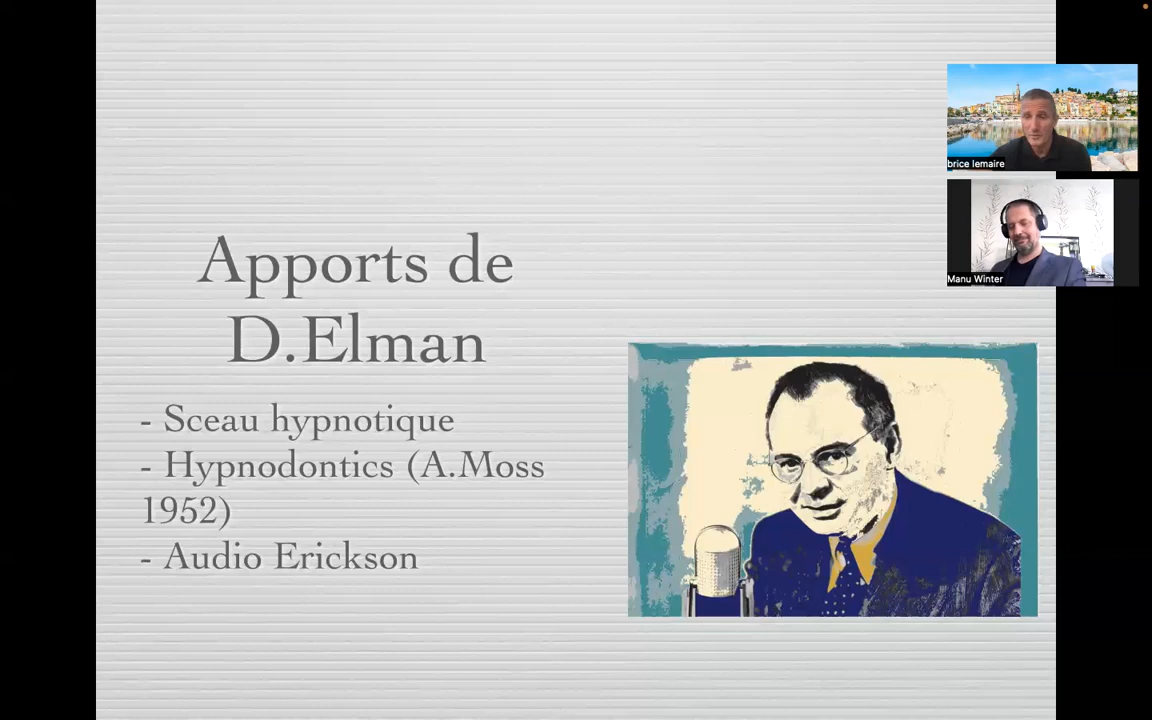 Apports de
D.Elman
- Sceau hypnotique
- Hypnodontics (A.Moss
1952)
- Audio Erickson
brice lemaire
Manu Winter